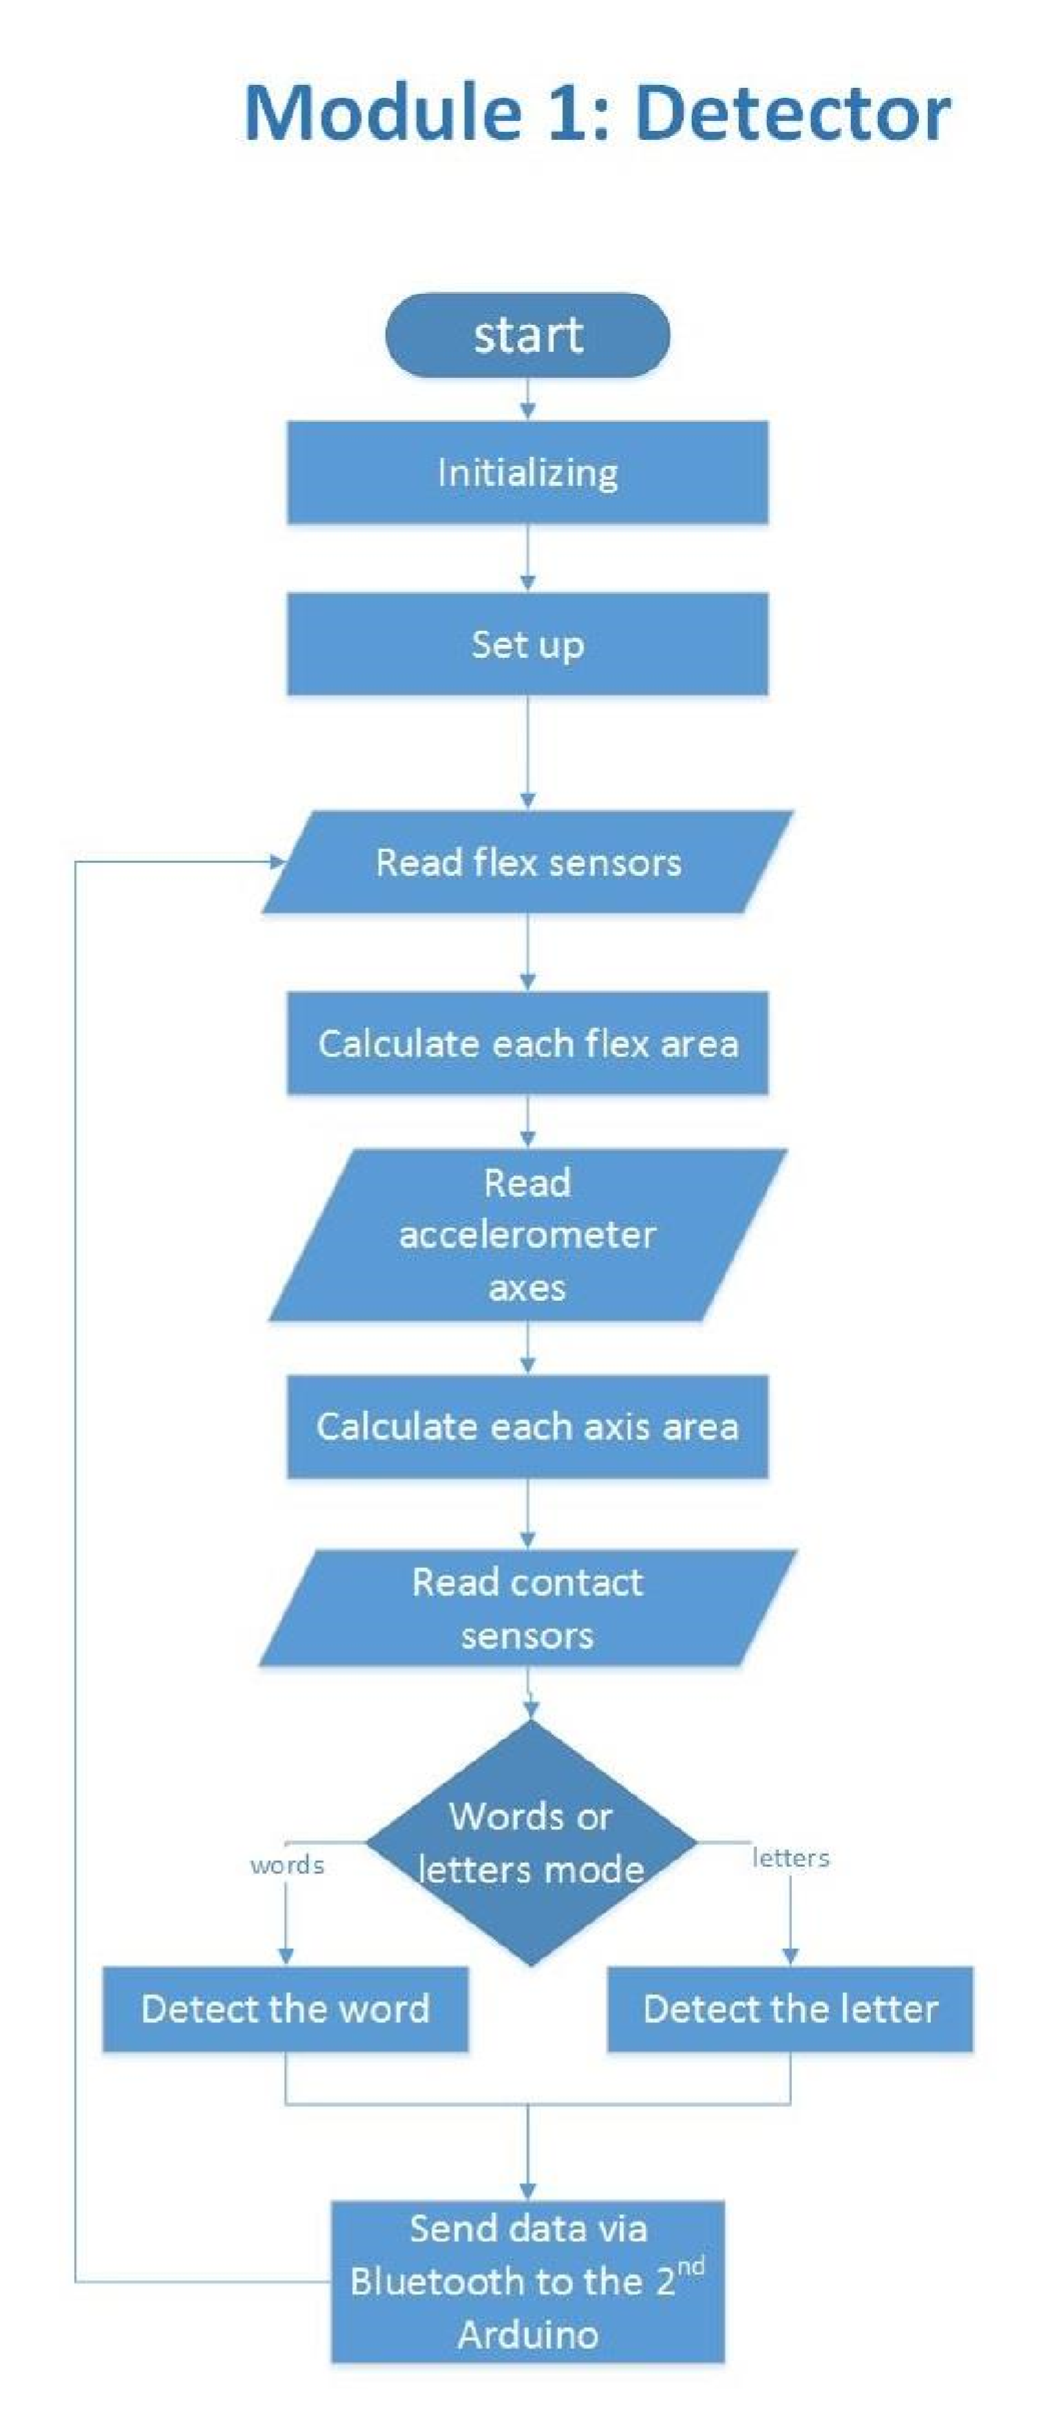 Module 1: Detector
start
Initializing
Set up
Read flex sensors
Calculate each flex area
Read
accelerometer
axes
Calculate each axis area
Read contact
sensors
Words or
letters mode
words
letters
Detect the word
Detect the letter
Send data via
Bluetooth to the 2nd
Arduino